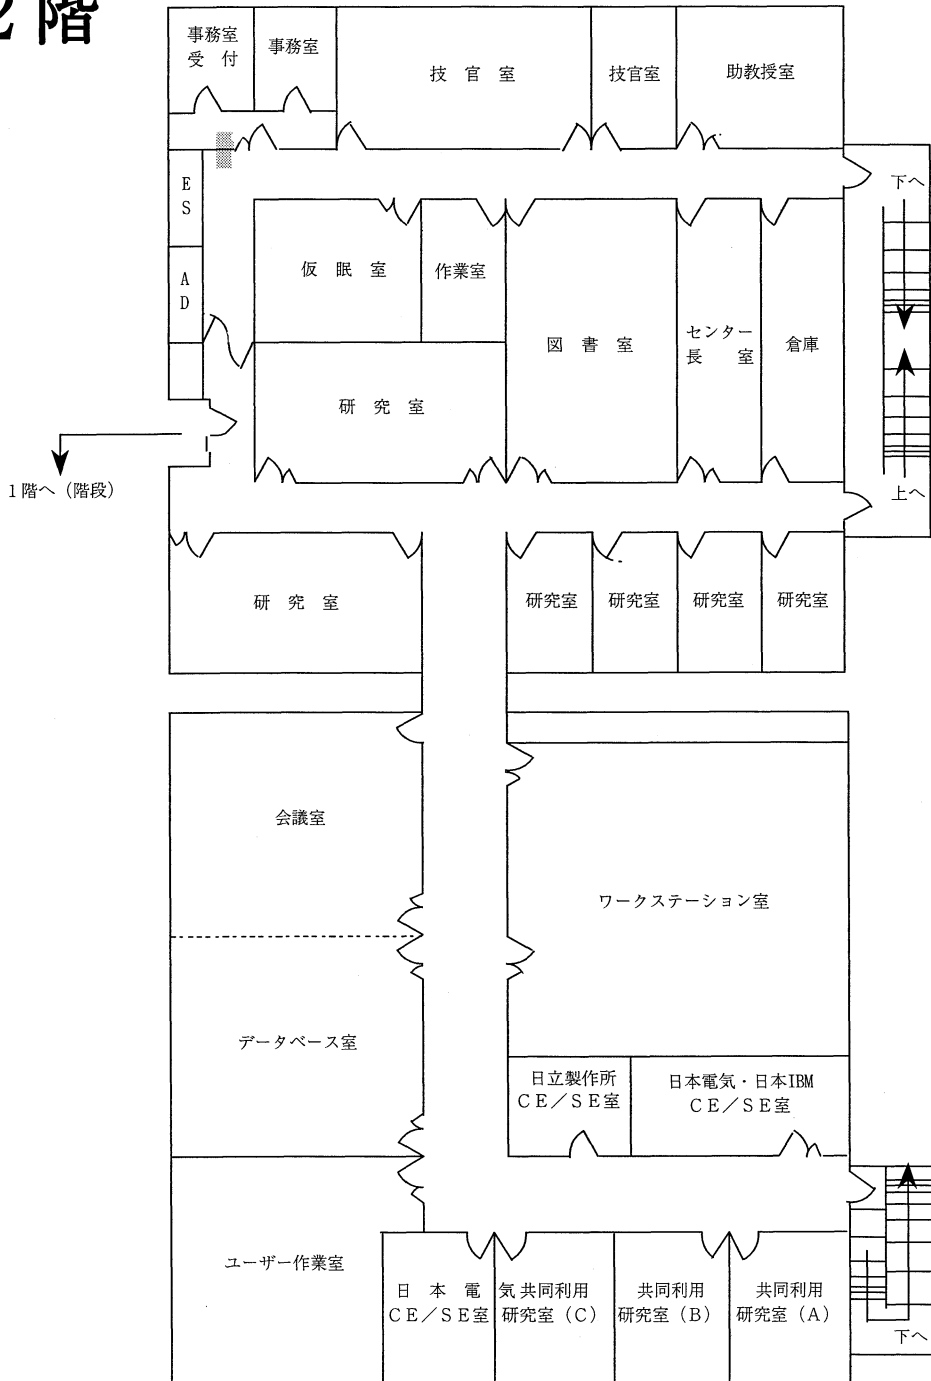 2階
事務室
受　付
事務室
技　官　室
技官室
助教授室
E
S
下へ
仮　眠　室
作業室
A
D
図　書　室
センター
長　　室
倉庫
研　究　室
1階へ（階段）
上へ
研　究　室
研究室
研究室
研究室
研究室
会議室
ワークステーション室
データベース室
日立製作所
ＣＥ／ＳＥ室
日本電気・日本IBM
ＣＥ／ＳＥ室
ユーザー作業室
日　本　電　気
ＣＥ／ＳＥ室
共同利用
研究室（C）
共同利用
研究室（B）
共同利用
研究室（A）
下へ